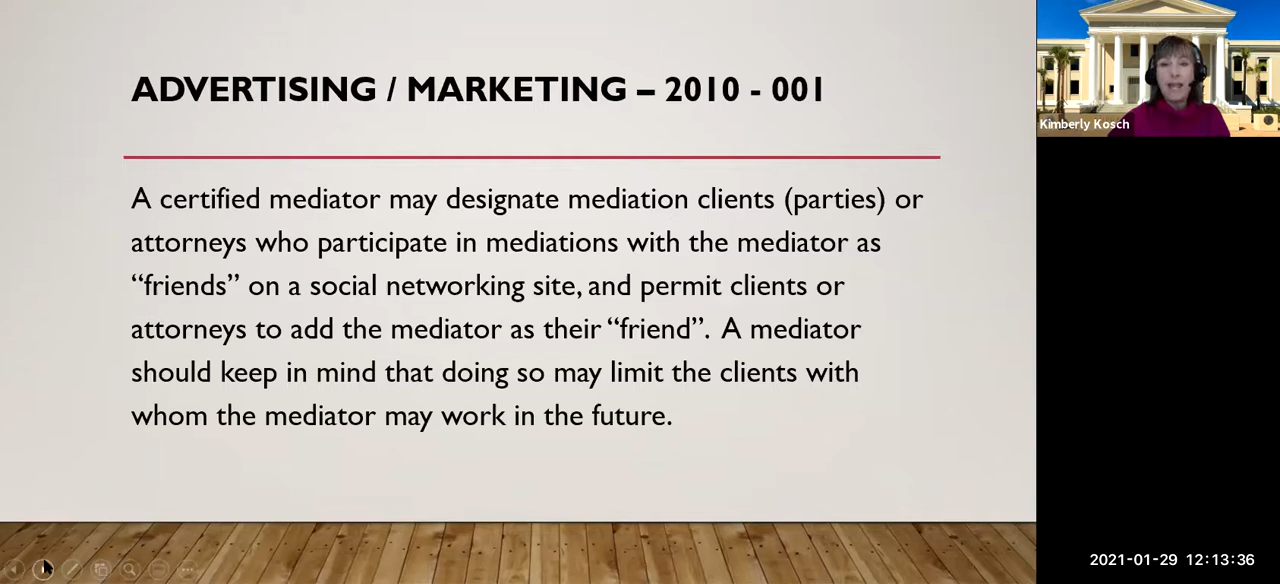 ADVERTISING / MARKETING – 2010 - 001
A certified mediator may designate mediation clients (parties) or
attorneys who participate in mediations with the mediator as
“friends” on a social networking site, and permit clients or
attorneys to add the mediator as their “friend”. A mediator
should keep in mind that doing so may limit the clients with
whom the mediator may work in the future.
Kimberly Kosch
2021-01-29 12:13:36